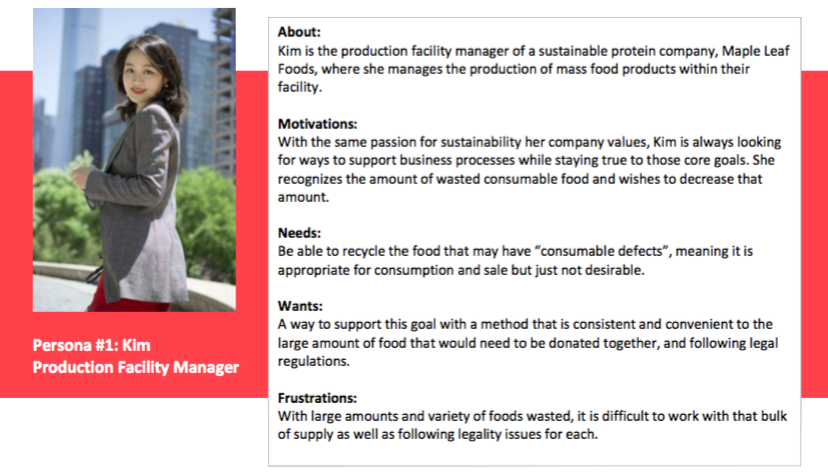 About:
Kim is the production facility manager of a sustainable protein company, Maple Leaf
Foods, where she manages the production of mass food products within their
facility.
Motivations:
With the same passion for sustainability her company values, Kim is always looking
for ways to support business processes while staying true to those core goals. She
recognizes the amount of wasted consumable food and wishes to decrease that
amount.
Needs:
Be able to recycle the food that may have “consumable defects”, meaning it is
appropriate for consumption and sale but just not desirable.
Wants:
A way to support this goal with a method that is consistent and convenient to the
large amount of food that would need to be donated together, and following legal
regulations.
Frustrations:
With large amounts and variety of foods wasted, it is difficult to work with that bulk
of supply as well as following legality issues for each.
Persona #1: Kim
Production Facility Manager